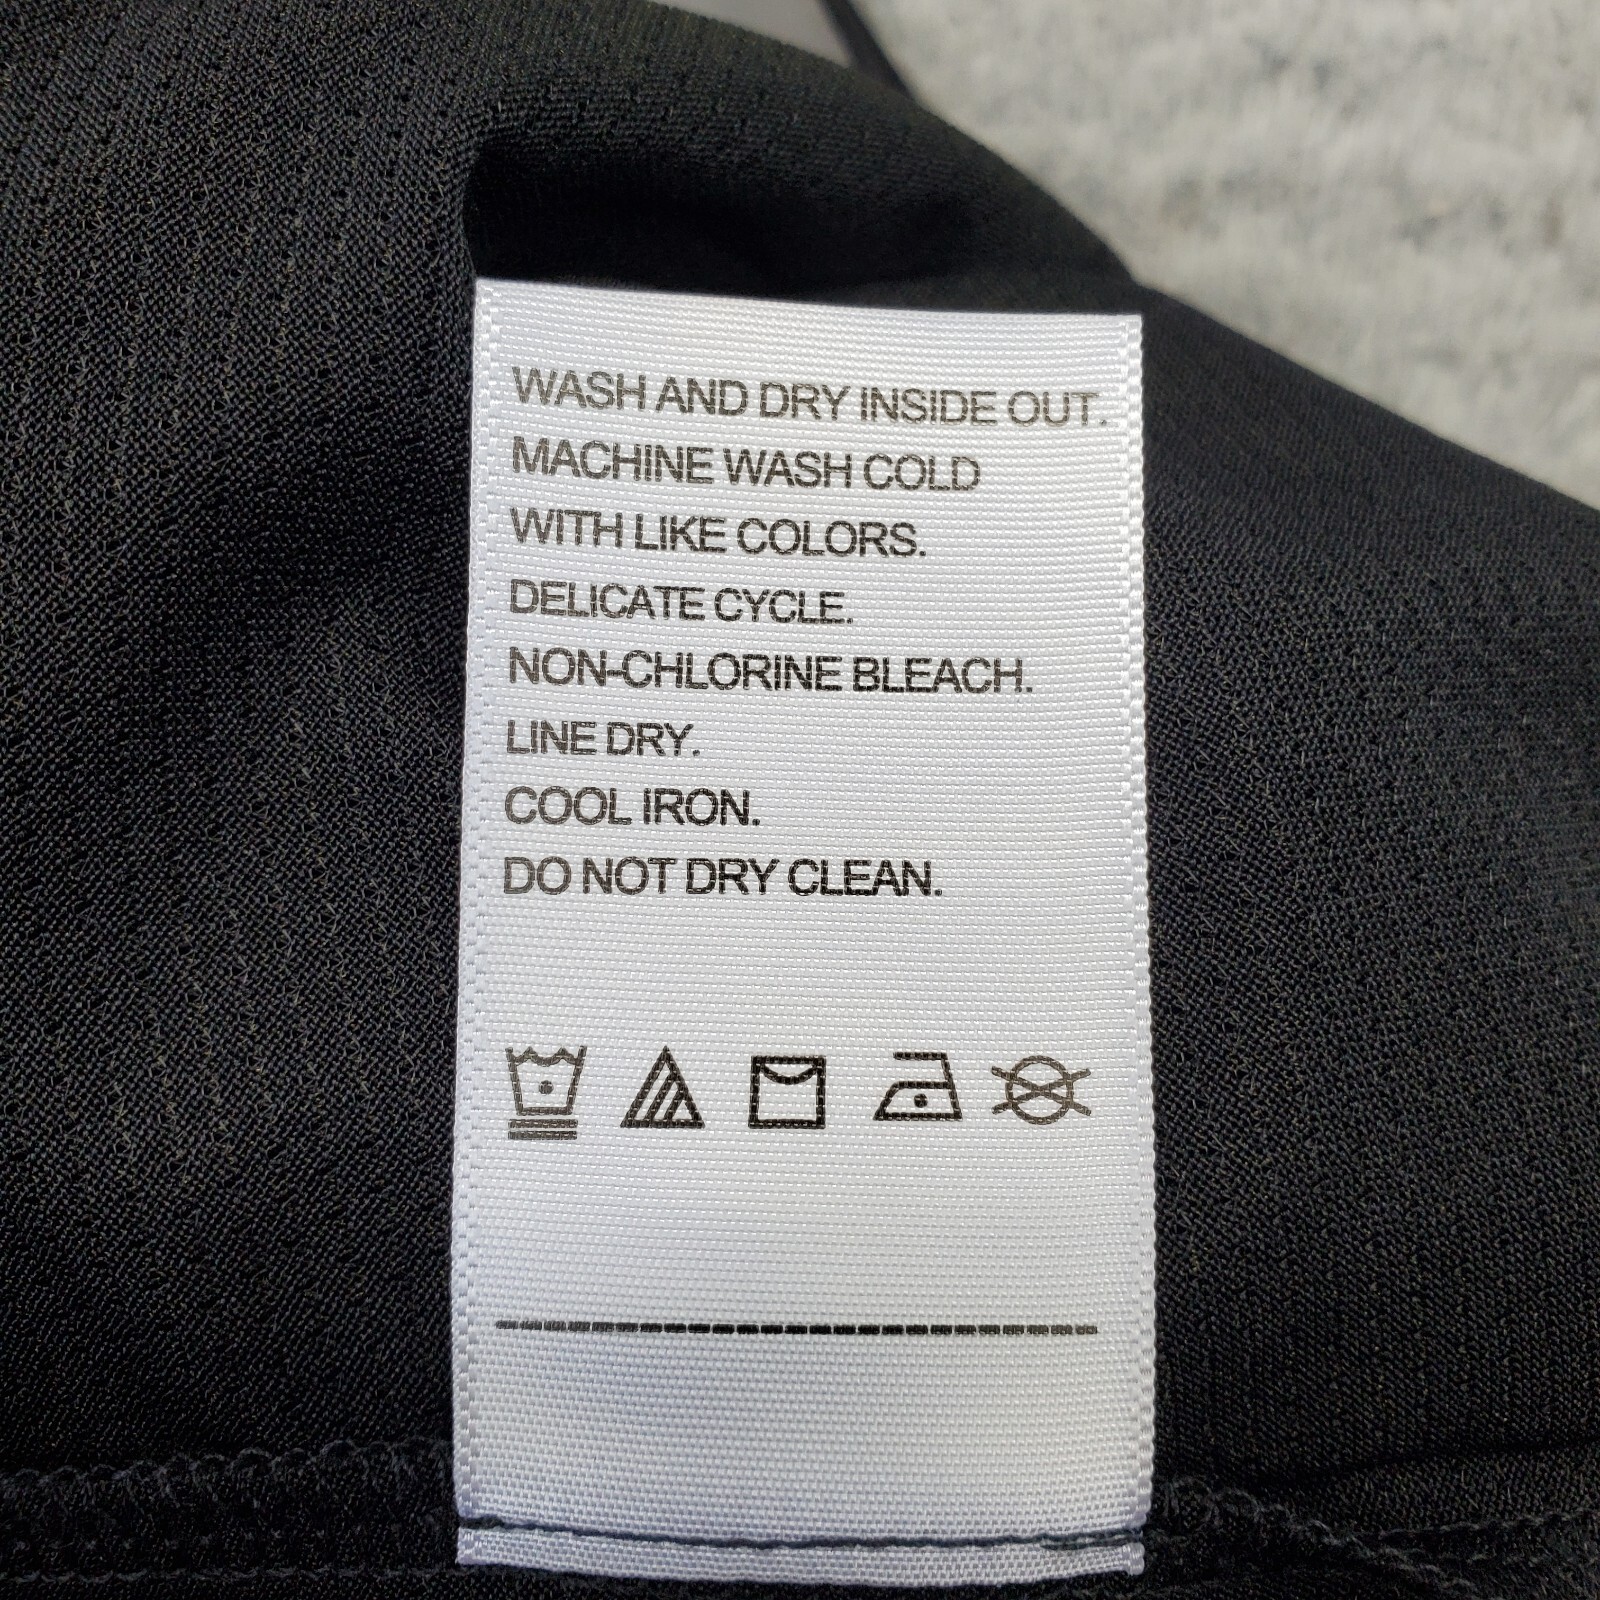 WASH AND DRY INSIDE OUT.
MACHINE WASH COLD
WITH LIKE COLORS.
DELICATE CYCLE.
NON-CHLORINE BLEACH.
LINE DRY.
COOL IRON.
DO NOT DRY CLEAN.